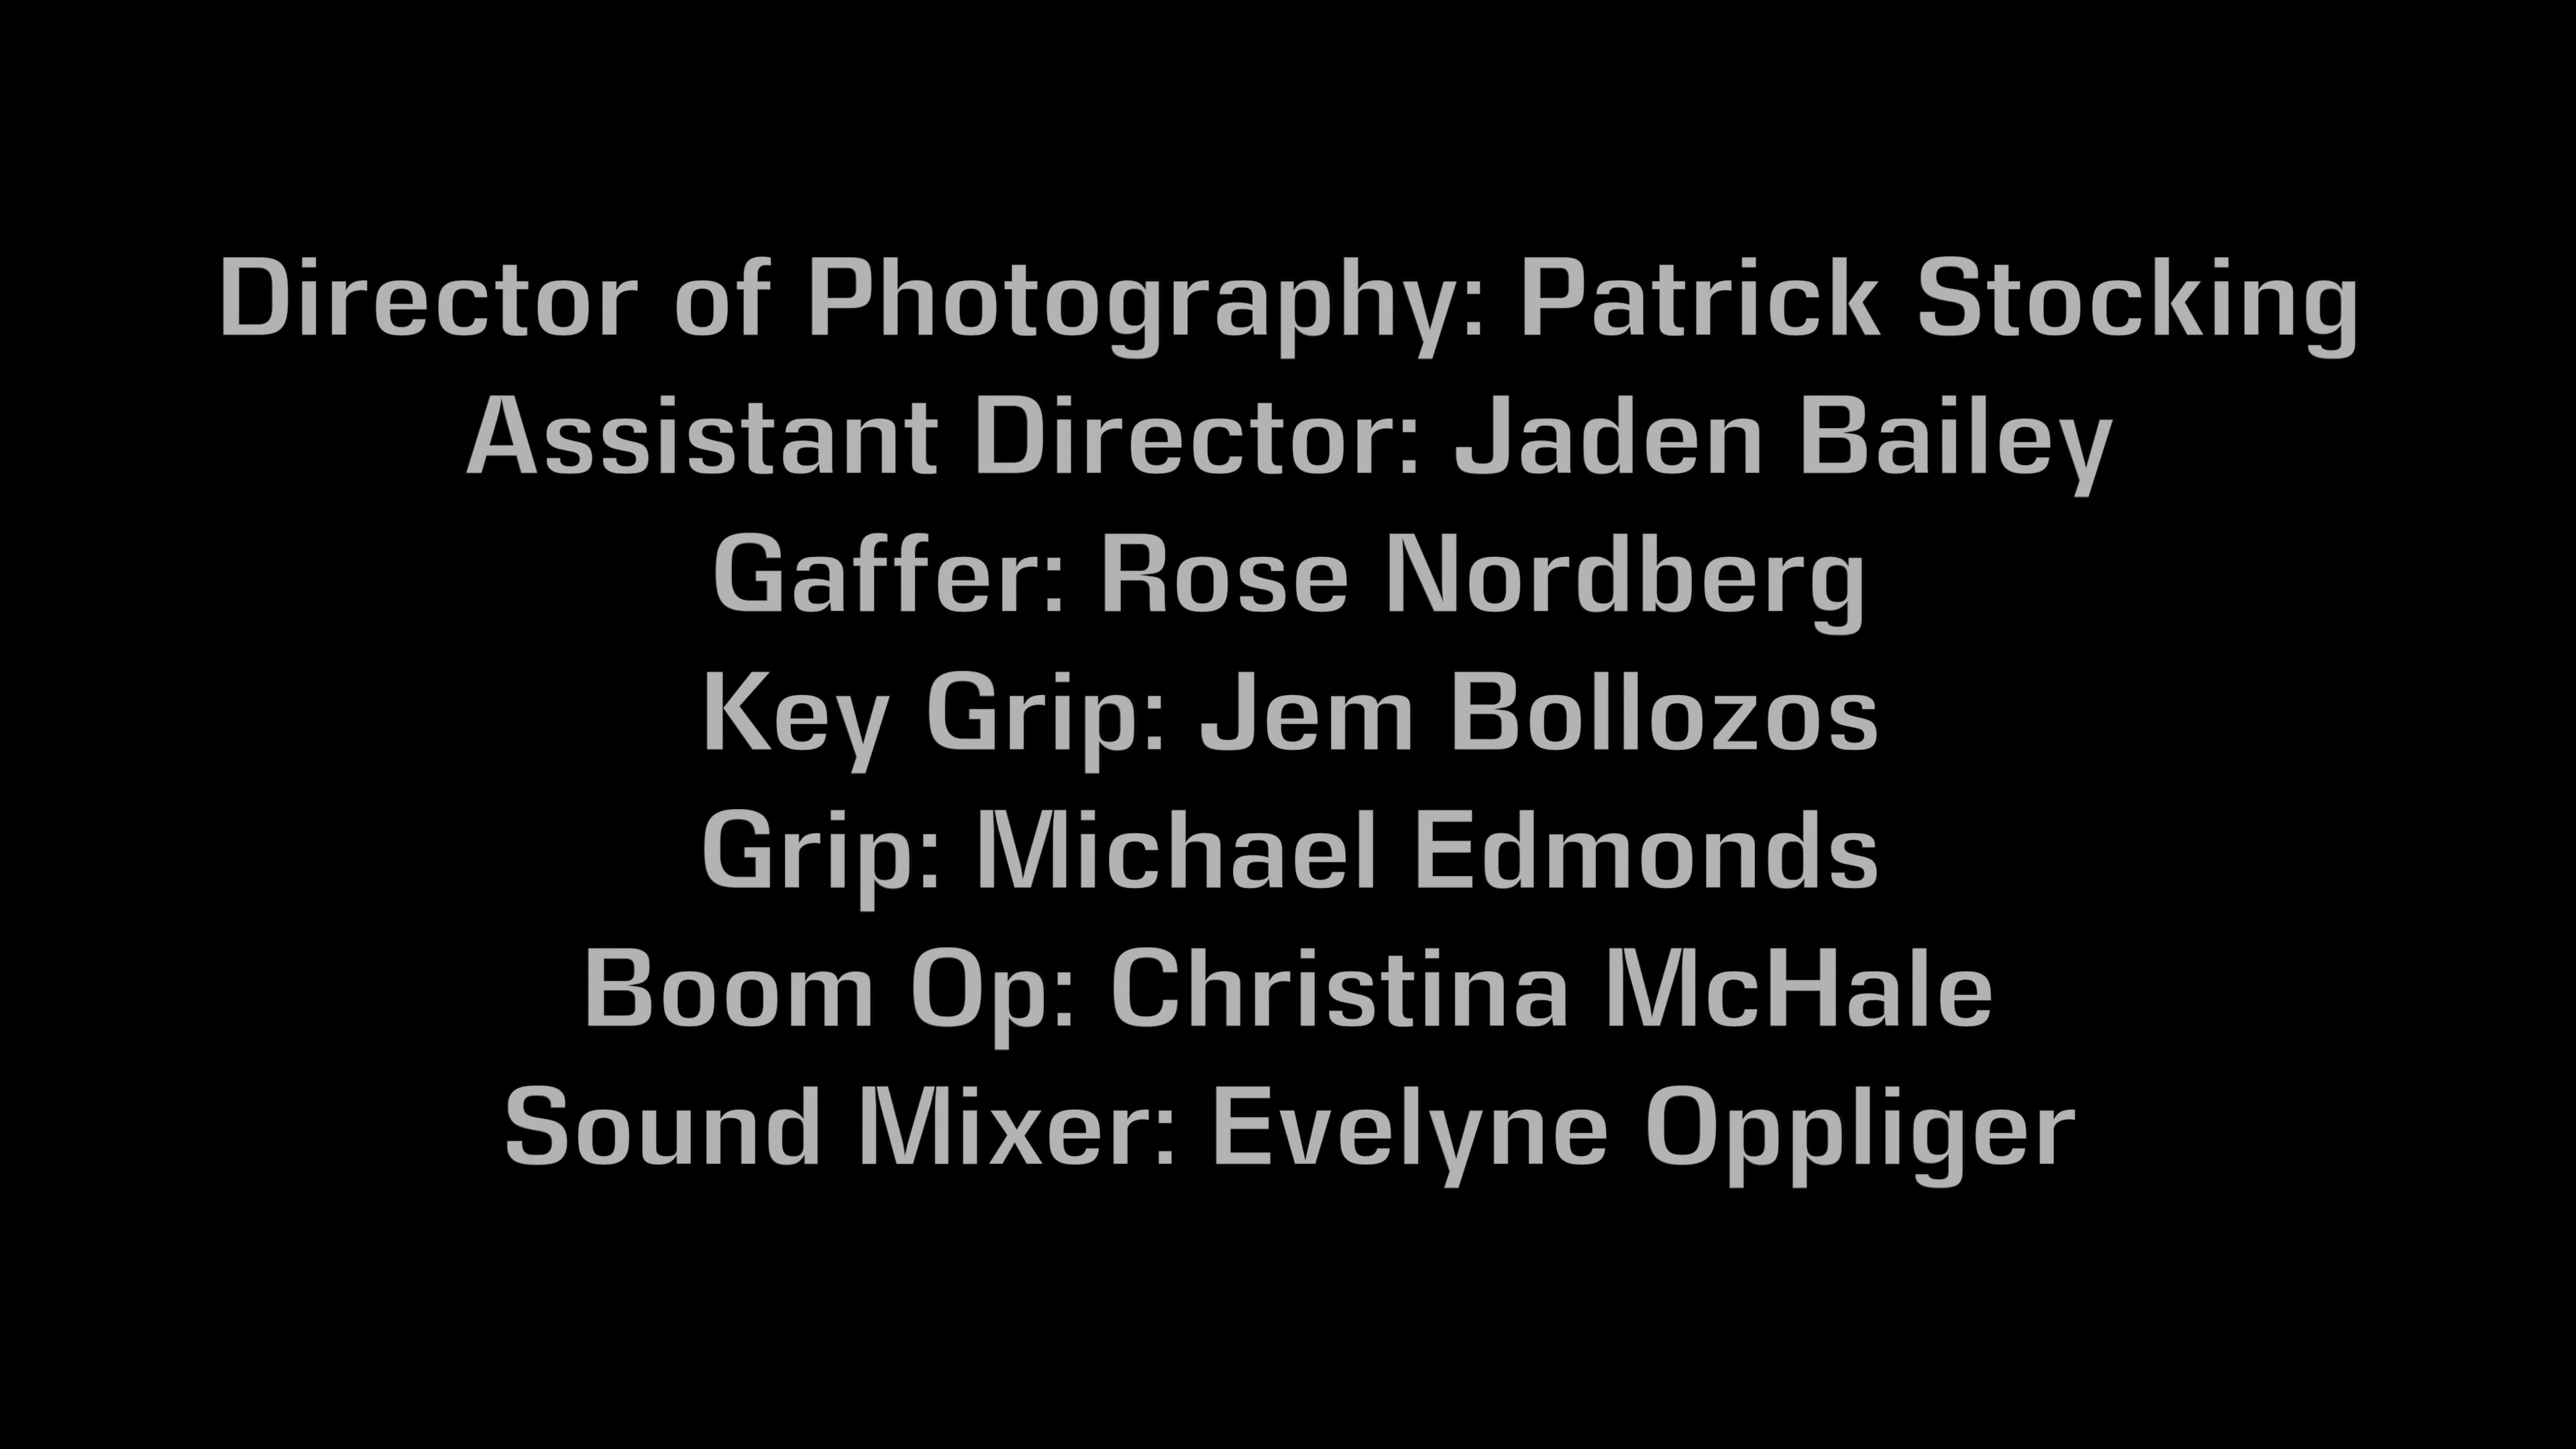 Director of Photography: Patrick Stocking
Assistant Director: Jaden Bailey
Gaffer: Rose Nordberg
Key Grip: Jem Bollozos
Grip: Michael Edmonds
Boom Op: Christina McHale
Sound Mixer: Evelyne Oppliger